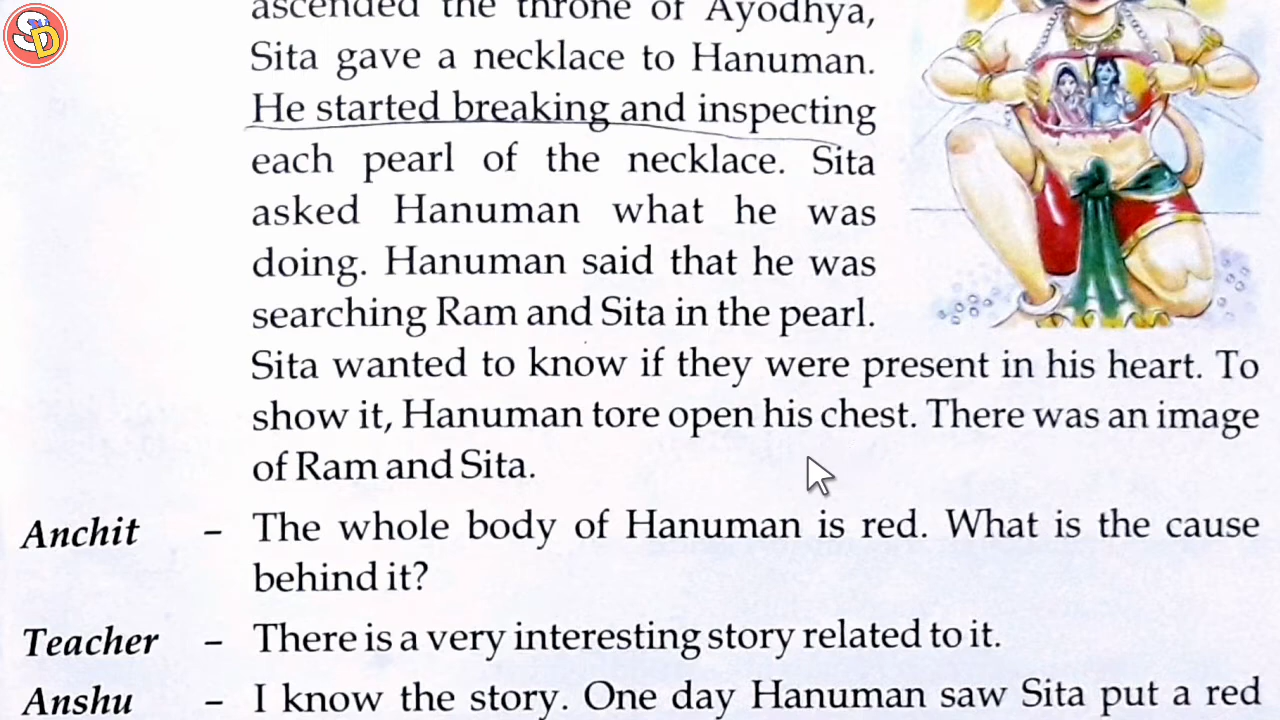 SD
ascended the throne of Ayodhya,
Sita gave a necklace to Hanuman.
He started breaking and inspecting
each pearl of the necklace. Sita
asked Hanuman what he was
doing. Hanuman said that he was
searching Ram and Sita in the pearl.
Sita wanted to know if they were present in his heart. To
show it, Hanuman tore open his chest. There was an image
of Ram and Sita.
Anchit – The whole body of Hanuman is red. What is the cause
behind it?
Teacher – There is a very interesting story related to it.
Anshu – I know the story. One day Hanuman saw Sita put a red